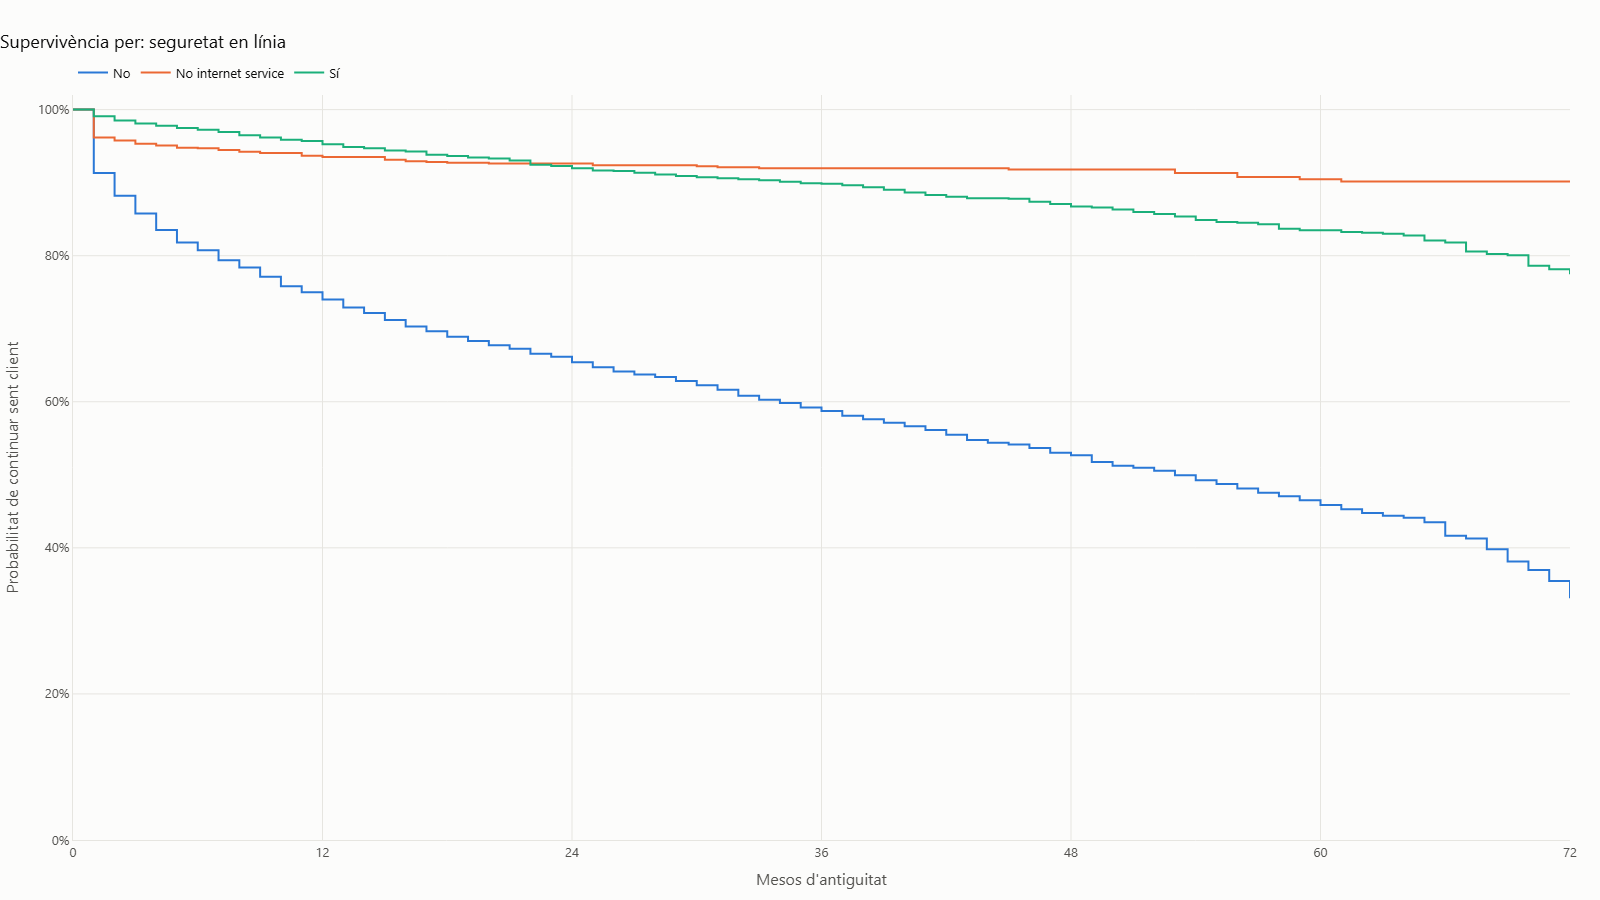 Supervivència per: seguretat en línia
No
No internet service
Sí
100%
80%
60%
40%
20%
0%
0
12
24
36
48
60
72
Mesos d'antiguitat
Probabilitat de continuar sent client